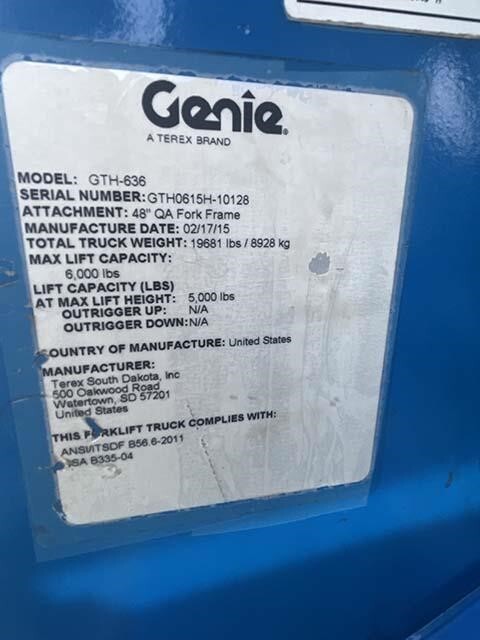 Genie
A TEREX BRAND
MODEL: GTH-636
SERIAL NUMBER: GTH0615H-10128
ATTACHMENT: 48" QA Fork Frame
MANUFACTURE DATE: 02/17/15
TOTAL TRUCK WEIGHT: 19681 lbs / 8928 kg
MAX LIFT CAPACITY:
6,000 lbs
LIFT CAPACITY (LBS)
AT MAX LIFT HEIGHT: 5,000 lbs
OUTRIGGER UP: N/A
OUTRIGGER DOWN: N/A
COUNTRY OF MANUFACTURE: United States
MANUFACTURER:
Terex South Dakota, Inc
500 Oakwood Road
Watertown, SD 57201
United States
THIS FORKLIFT TRUCK COMPLIES WITH:
ANSI/ITSDF B56.6-2011
CSA B335-04